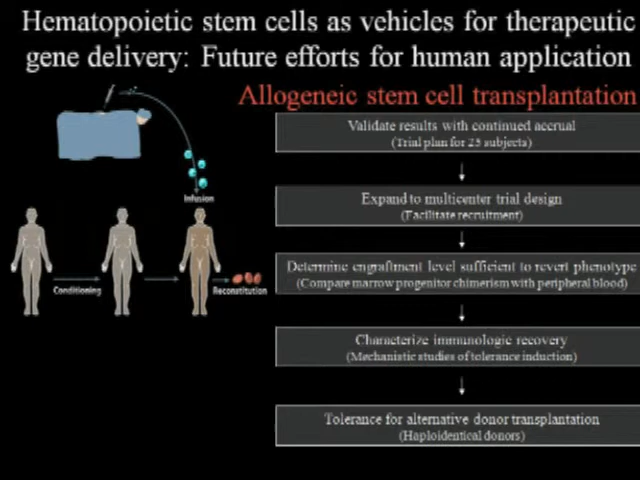 Hematopoietic stem cells as vehicles for therapeutic
gene delivery: Future efforts for human application
Allogeneic stem cell transplantation
Validate results with continued accrual
(Trial plan for 25 subjects)
Infusion
Expand to multicenter trial design
(Facilitate recruitment)
Determine engraftment level sufficient to revert phenotype
(Compare marrow progenitor chimerism with peripheral blood)
Conditioning
Reconstitution
Characterize immunologic recovery
(Mechanistic studies of tolerance induction)
Tolerance for alternative donor transplantation
(Haploidentical donors)